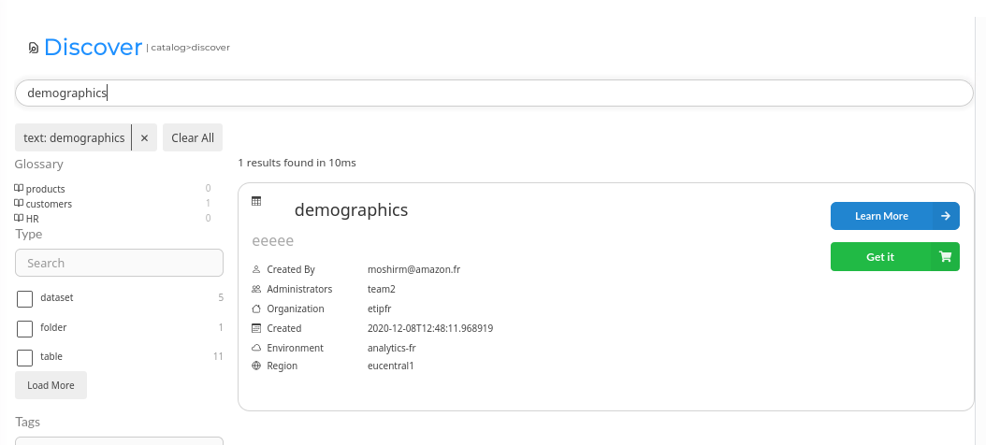 Discover | catalog>discover
demographics
text: demographics × Clear All
Glossary
products 0
customers 1
HR 0
Type
Search
dataset 5
folder 1
table 11
Load More
Tags
1 results found in 10ms
demographics
eeeee
Created By moshirm@amazon.fr
Administrators team2
Organization etipfr
Created 2020-12-08T12:48:11.968919
Environment analytics-fr
Region eucentral1
Learn More
Get it